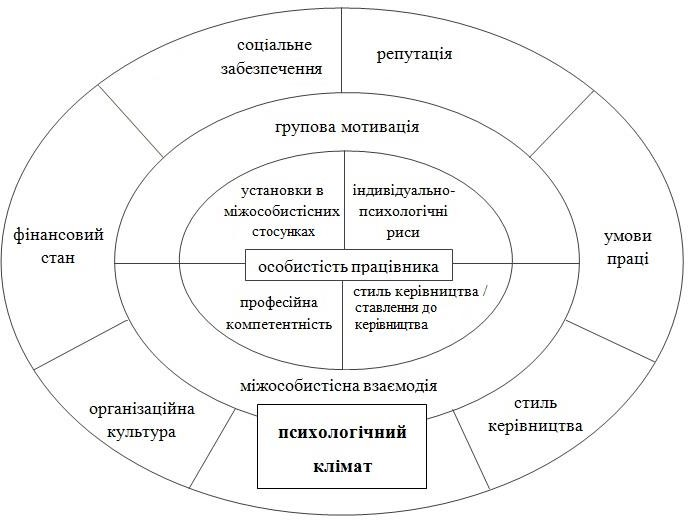 соціальне
забезпечення
репутація
групова мотивація
установки в
міжособистісних
стосунках
індивідуально-
психологічні
риси
фінансовий
стан
умови
праці
особистість працівника
професійна
компетентність
стиль керівництва /
ставлення до
керівництва
міжособистісна взаємодія
організаційна
культура
стиль
керівництва
психологічний
клімат